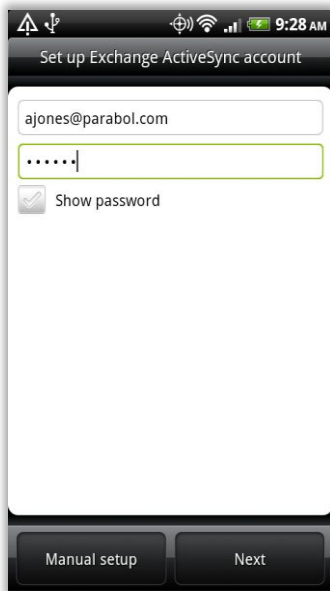 9:28 AM
Set up Exchange ActiveSync account
ajones@parabol.com
••••••
Show password
Manual setup
Next